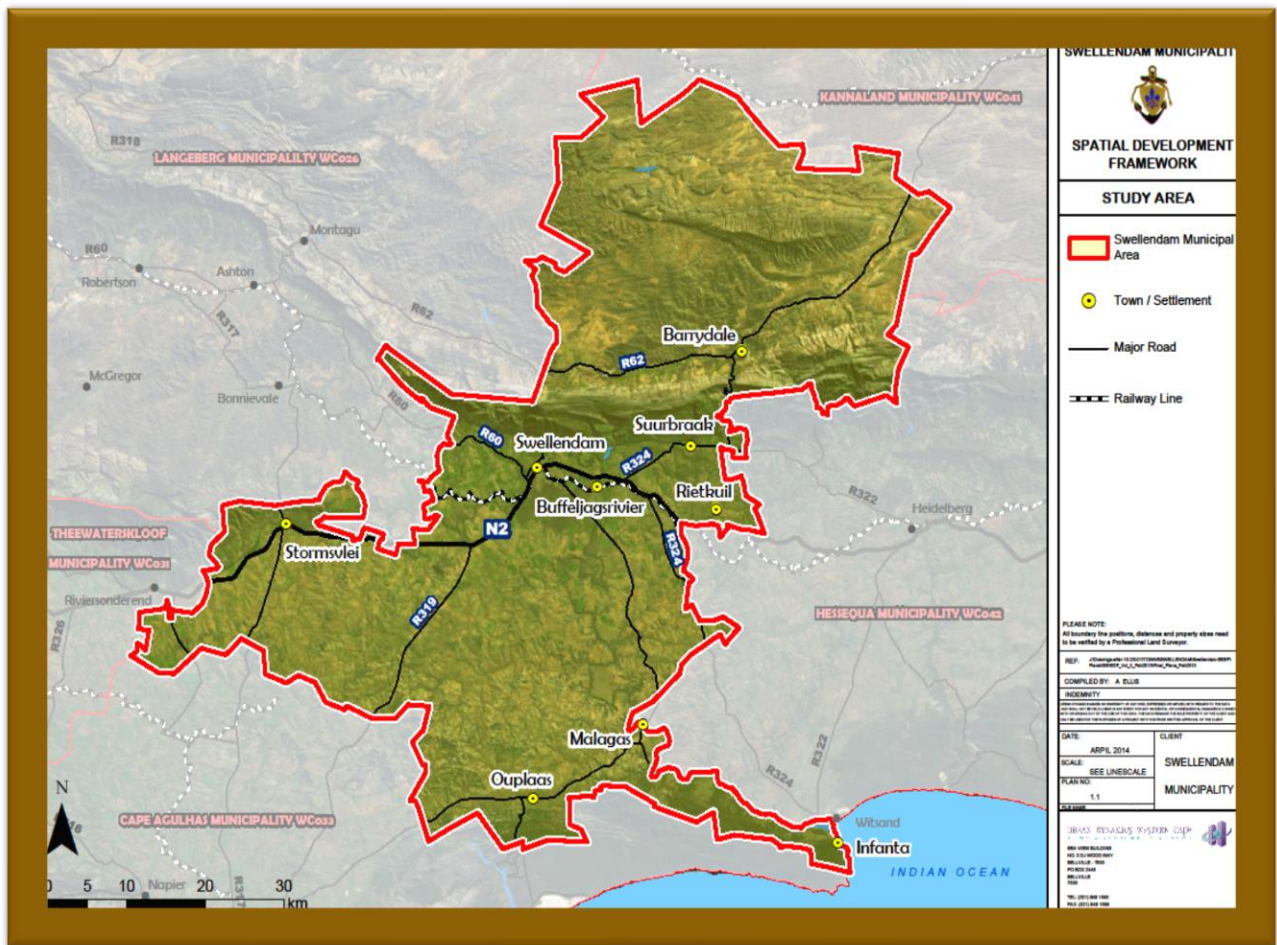 KANNALAND MUNICIPALITY WC041
R318
LANGEBERG MUNICIPALILTY WC026
Montagu
R60
Ashton
Robertson
R317
R62
Barrydale
R62
McGregor
Bonnievale
R60
Suurbraak
R60
Swellendam
R324
Rietkuil
R322
Buffeljagsrivier
Heidelberg
N2
THEEWATERSKLOOF
Stormsvlei
R324
MUNICIPALITY WC031
Riviersonderend
R319
HESSEQUA MUNICIPALITY WC042
R326
Malagas
R322
R324
Ouplaas
N
CAPE AGULHAS MUNICIPALITY WC033
Witsand
Infanta
INDIAN OCEAN
Napier
0 5 10 20 30
km
SWELLENDAM MUNICIPALIT
SPATIAL DEVELOPMENT
FRAMEWORK
STUDY AREA
Swellendam Municipal
Area
Town / Settlement
Major Road
Railway Line
PLEASE NOTE:
All boundary line positions, distances and property sizes need
to be verified by a Professional Land Surveyor.
REF:
COMPILED BY: A ELLIS
INDEMNITY
DATE:
ARPIL 2014
CLIENT
SCALE:
SEE LINESCALE
SWELLENDAM
MUNICIPALITY
PLAN NO:
1.1
BELLVILLE